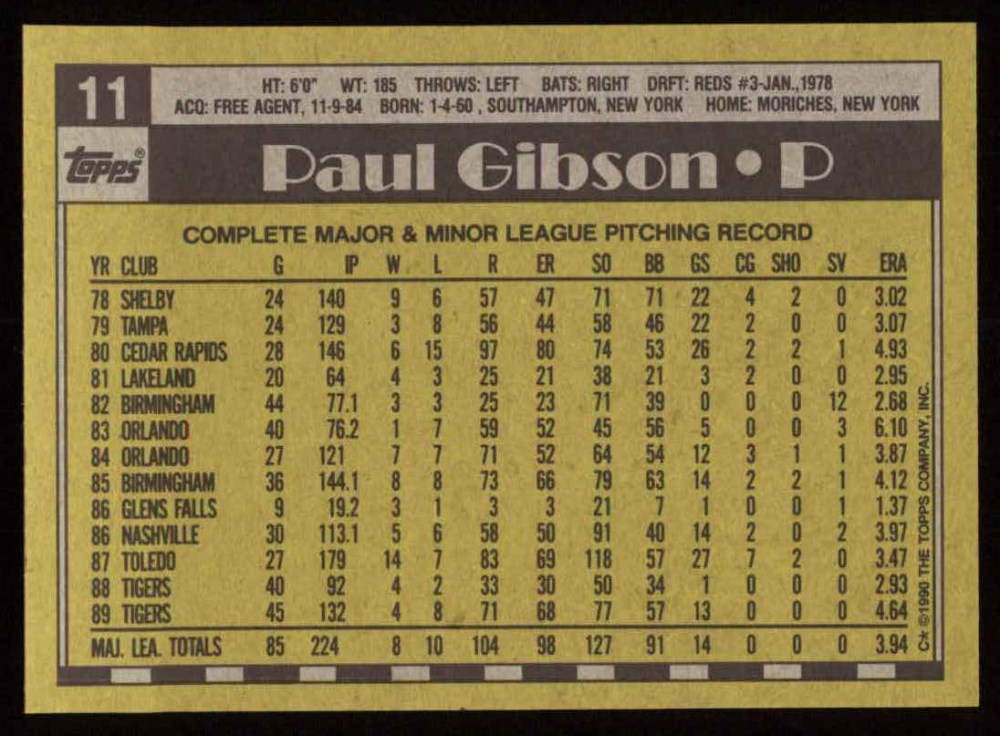 11
HT: 6'0" WT: 185 THROWS: LEFT BATS: RIGHT DRFT: REDS #3-JAN.,1978
ACQ: FREE AGENT, 11-9-84 BORN: 1-4-60 , SOUTHAMPTON, NEW YORK HOME: MORICHES, NEW YORK
topps®
Paul Gibson • P
COMPLETE MAJOR & MINOR LEAGUE PITCHING RECORD
YR CLUB G IP W L R ER SO BB GS CG SHO SV ERA
78 SHELBY 24 140 9 6 57 47 71 71 22 4 2 0 3.02
79 TAMPA 24 129 3 8 56 44 58 46 22 2 0 0 3.07
80 CEDAR RAPIDS 28 146 6 15 97 80 74 53 26 2 2 1 4.93
81 LAKELAND 20 64 4 3 25 21 38 21 3 2 0 0 2.95
82 BIRMINGHAM 44 77.1 3 3 25 23 71 39 0 0 0 12 2.68
83 ORLANDO 40 76.2 1 7 59 52 45 56 5 0 0 3 6.10
84 ORLANDO 27 121 7 7 71 52 64 54 12 3 1 1 3.87
85 BIRMINGHAM 36 144.1 8 8 73 66 79 63 14 2 2 1 4.12
86 GLENS FALLS 9 19.2 3 1 3 3 21 7 1 0 0 1 1.37
86 NASHVILLE 30 113.1 5 6 58 50 91 40 14 2 0 2 3.97
87 TOLEDO 27 179 14 7 83 69 118 57 27 7 2 0 3.47
88 TIGERS 40 92 4 2 33 30 50 34 1 0 0 0 2.93
89 TIGERS 45 132 4 8 71 68 77 57 13 0 0 0 4.64
MAJ. LEA. TOTALS 85 224 8 10 104 98 127 91 14 0 0 0 3.94
C* ©1990 THE TOPPS COMPANY, INC.